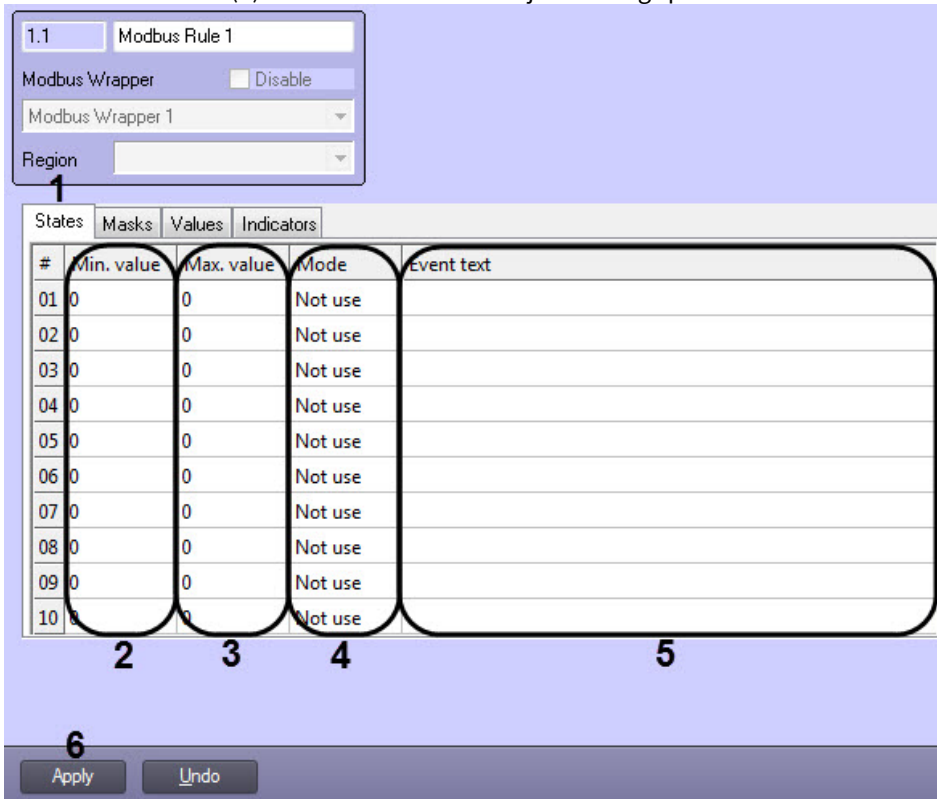 1.1 Modbus Rule 1
Modbus Wrapper Disable
Modbus Wrapper 1
Region
1
States Masks Values Indicators
# Min. value Max. value Mode Event text
01 0 0 Not use
02 0 0 Not use
03 0 0 Not use
04 0 0 Not use
05 0 0 Not use
06 0 0 Not use
07 0 0 Not use
08 0 0 Not use
09 0 0 Not use
10 0 0 Not use
2 3 4 5
6
Apply Undo